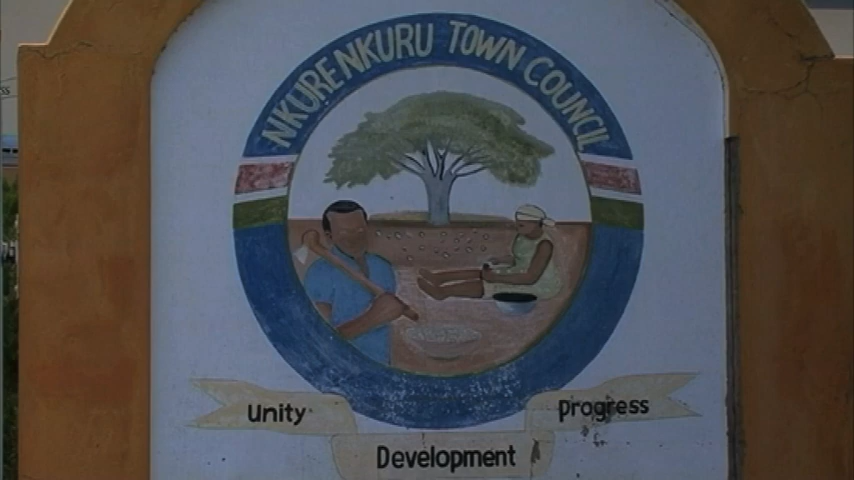 NKURENKURU TOWN COUNCIL
Unity
progress
Development